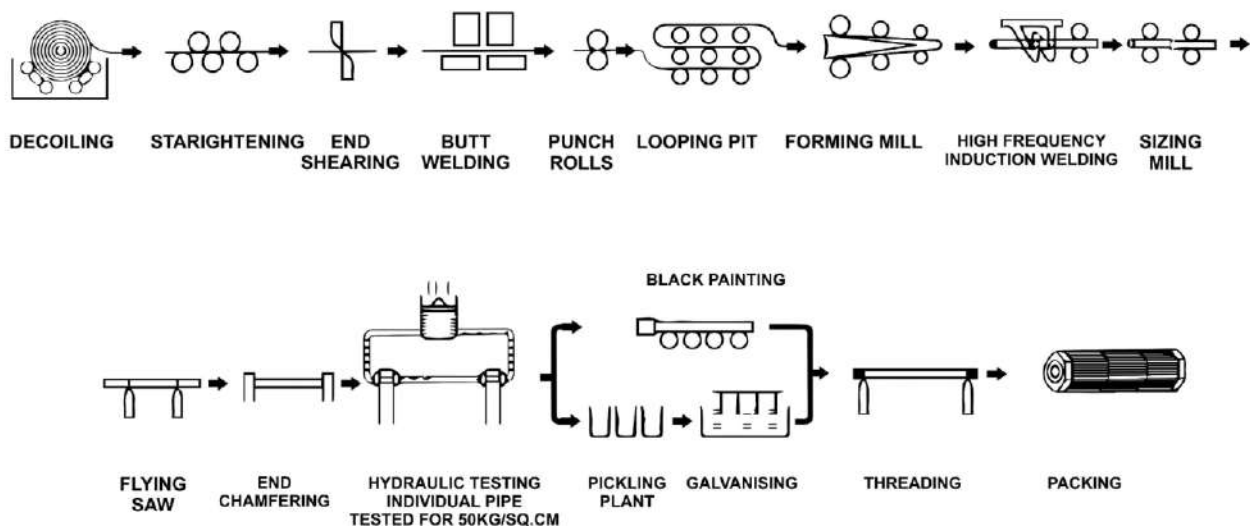 DECOILING
STARIGHTENING
END
SHEARING
BUTT
WELDING
PUNCH
ROLLS
LOOPING PIT
FORMING MILL
HIGH FREQUENCY
INDUCTION WELDING
SIZING
MILL
BLACK PAINTING
FLYING
SAW
END
CHAMFERING
HYDRAULIC TESTING
INDIVIDUAL PIPE
TESTED FOR 50KG/SQ.CM
PICKLING
PLANT
GALVANISING
THREADING
PACKING